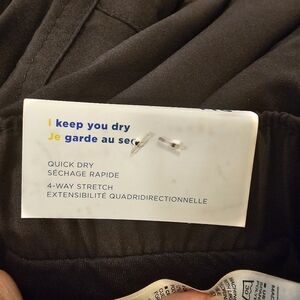 I keep you dry
Je garde au sec
QUICK DRY
SÉCHAGE RAPIDE
4-WAY STRETCH
EXTENSIBILITÉ QUADRIDIRECTIONNELLE